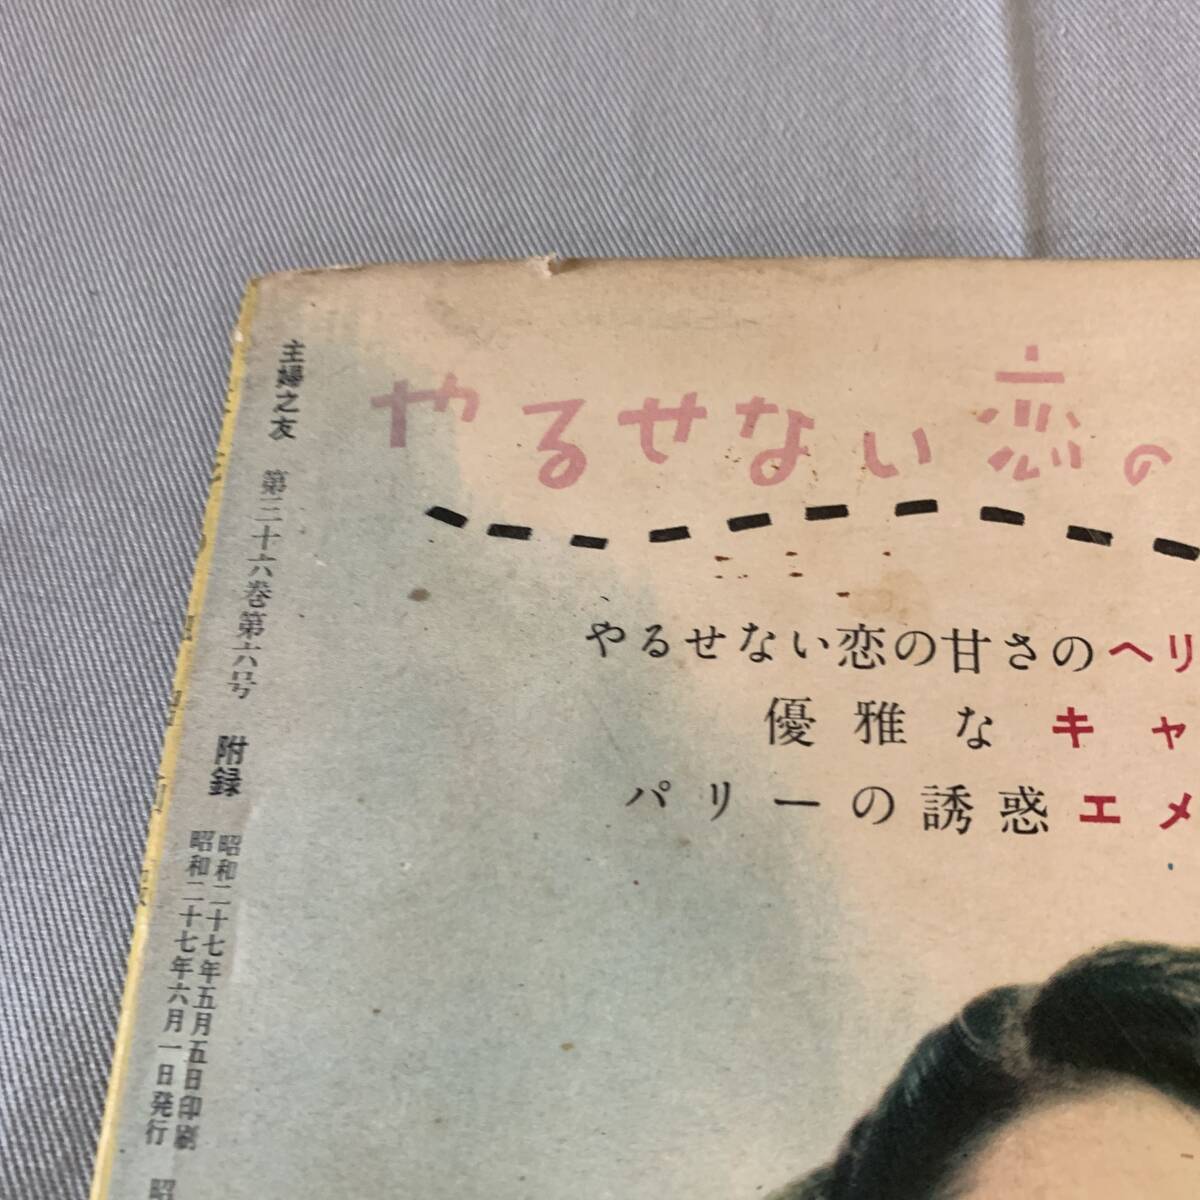 やるせない恋の
やるせない恋の甘さのヘリ
優雅なキャ
パリーの誘惑エメ
主婦之友 第三十六巻第六号 附録
昭和二十七年五月五日印刷
昭和二十七年六月一日発行
昭